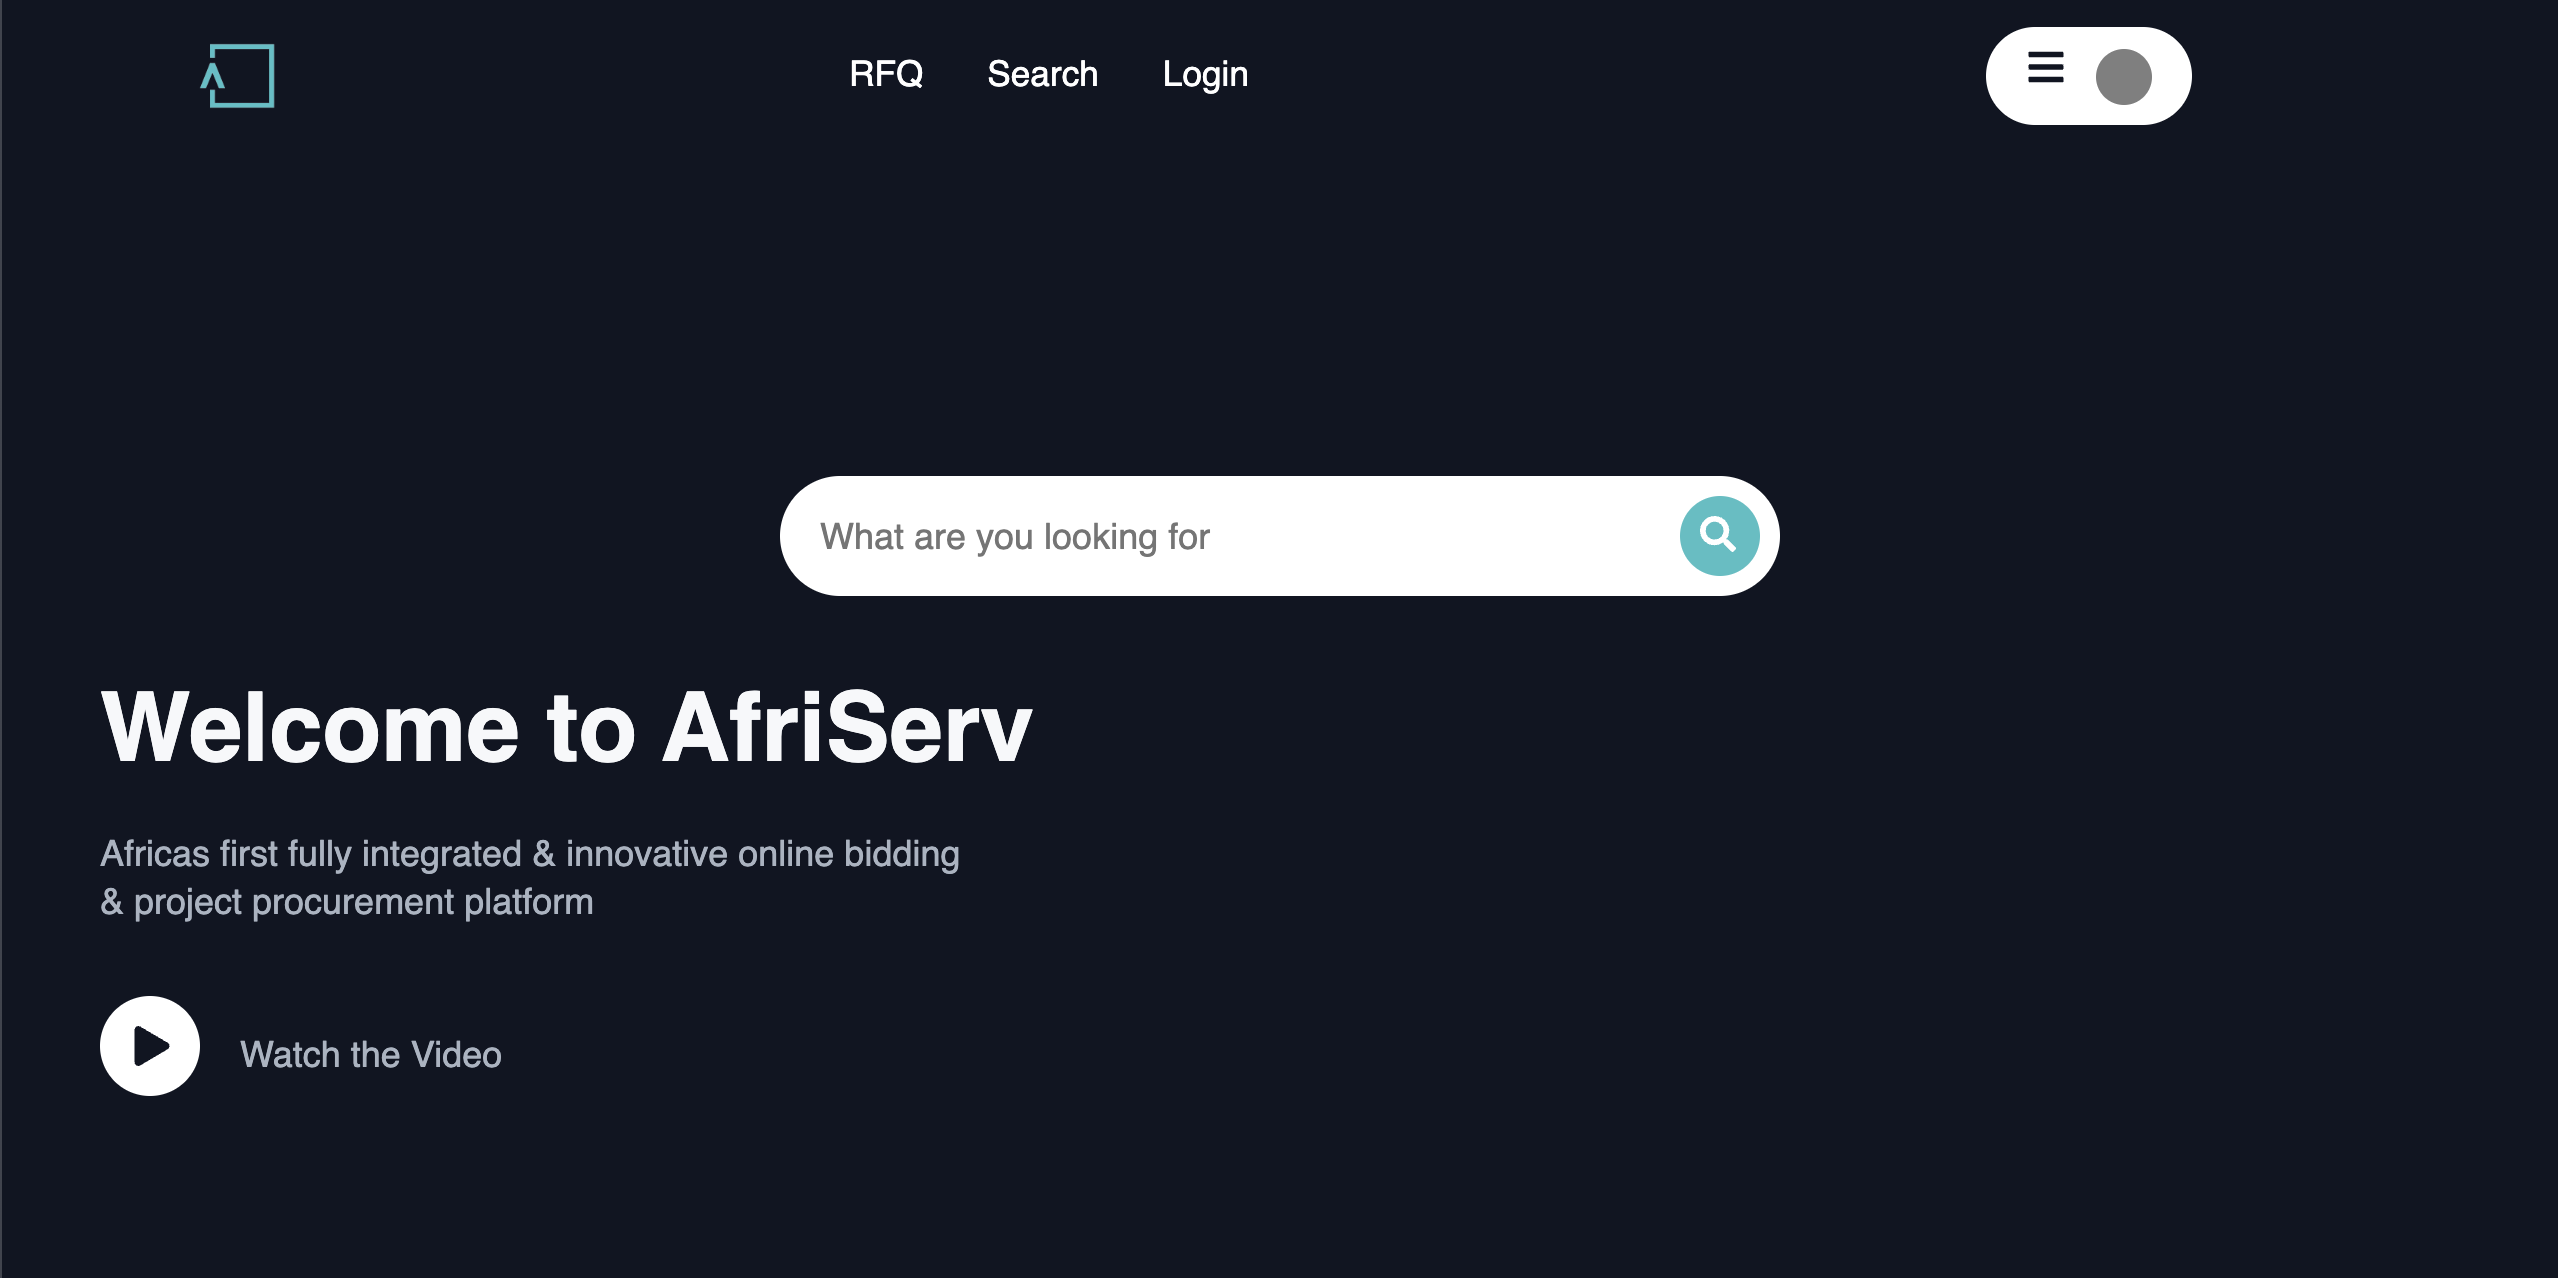 RFQ Search Login
What are you looking for
Welcome to AfriServ
Africas first fully integrated & innovative online bidding
& project procurement platform
Watch the Video